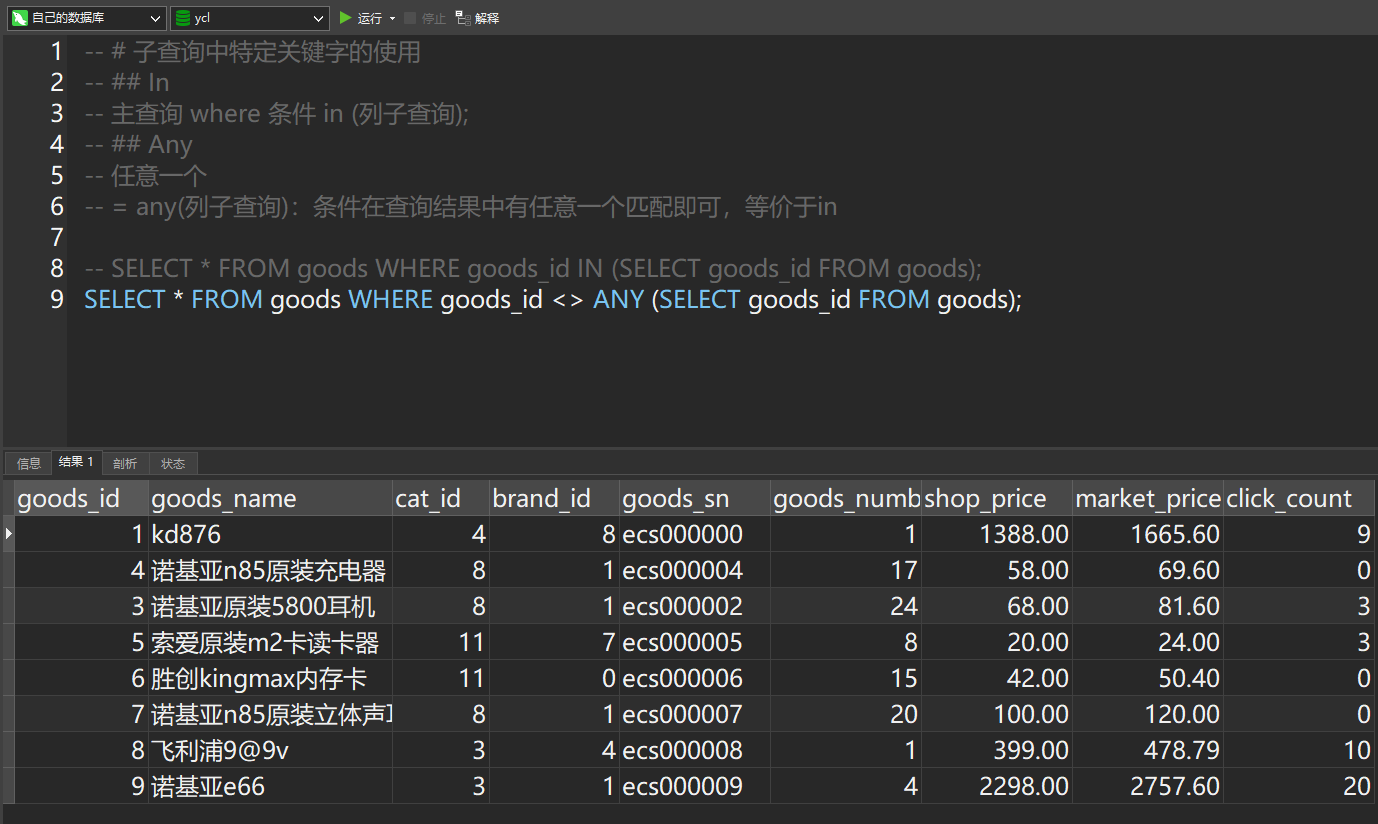 自己的数据库 ycl 运行 停止 解释
1 -- # 子查询中特定关键字的使用
2 -- ## In
3 -- 主查询 where 条件 in (列子查询);
4 -- ## Any
5 -- 任意一个
6 -- = any(列子查询)：条件在查询结果中有任意一个匹配即可，等价于in
7
8 -- SELECT * FROM goods WHERE goods_id IN (SELECT goods_id FROM goods);
9 SELECT * FROM goods WHERE goods_id <> ANY (SELECT goods_id FROM goods);
信息 结果 1 剖析 状态
goods_id goods_name cat_id brand_id goods_sn goods_numb shop_price market_price click_count
1 kd876 4 8 ecs000000 1 1388.00 1665.60 9
4 诺基亚n85原装充电器 8 1 ecs000004 17 58.00 69.60 0
3 诺基亚原装5800耳机 8 1 ecs000002 24 68.00 81.60 3
5 索爱原装m2卡读卡器 11 7 ecs000005 8 20.00 24.00 3
6 胜创kingmax内存卡 11 0 ecs000006 15 42.00 50.40 0
7 诺基亚n85原装立体声 8 1 ecs000007 20 100.00 120.00 0
8 飞利浦9@9v 3 4 ecs000008 1 399.00 478.79 10
9 诺基亚e66 3 1 ecs000009 4 2298.00 2757.60 20